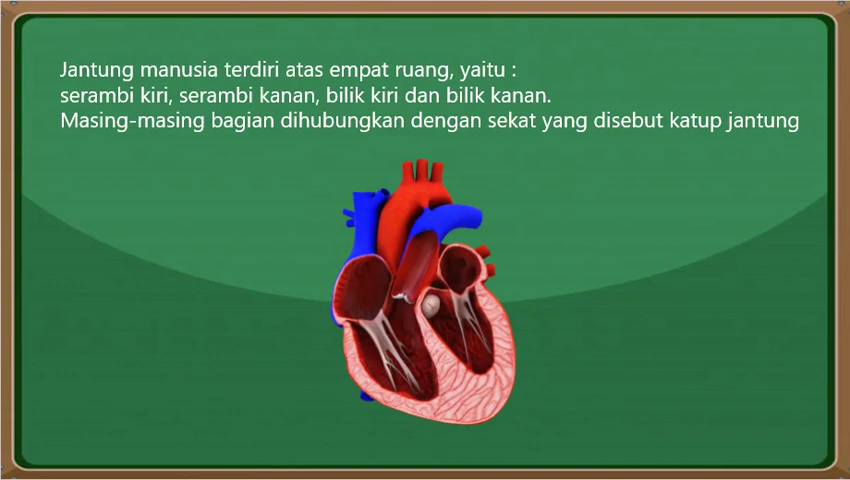 Jantung manusia terdiri atas empat ruang, yaitu :
serambi kiri, serambi kanan, bilik kiri dan bilik kanan.
Masing-masing bagian dihubungkan dengan sekat yang disebut katup jantung